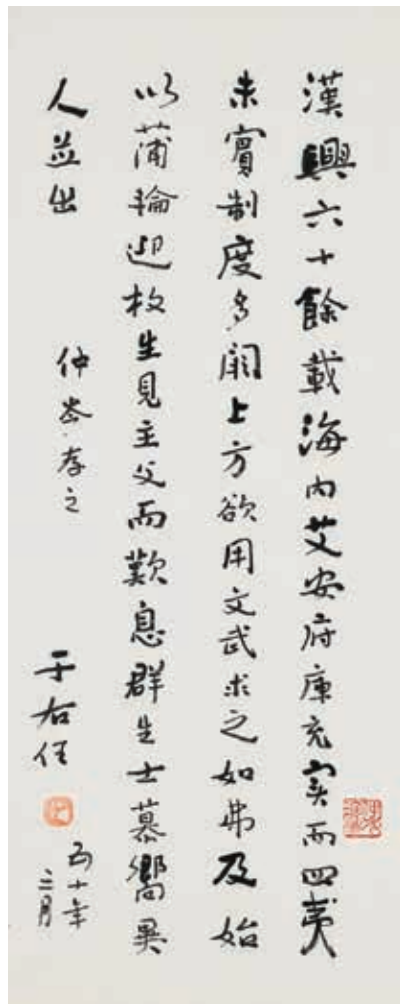 漢興六十餘載海内艾安府庫充實而四夷
未賓制度多闕上方欲用文武求之如弗及始
以蒲輪迎枚生見主父而歎息群生士慕嚮異
人並出
仲岑存之
于右任
五十年
三月